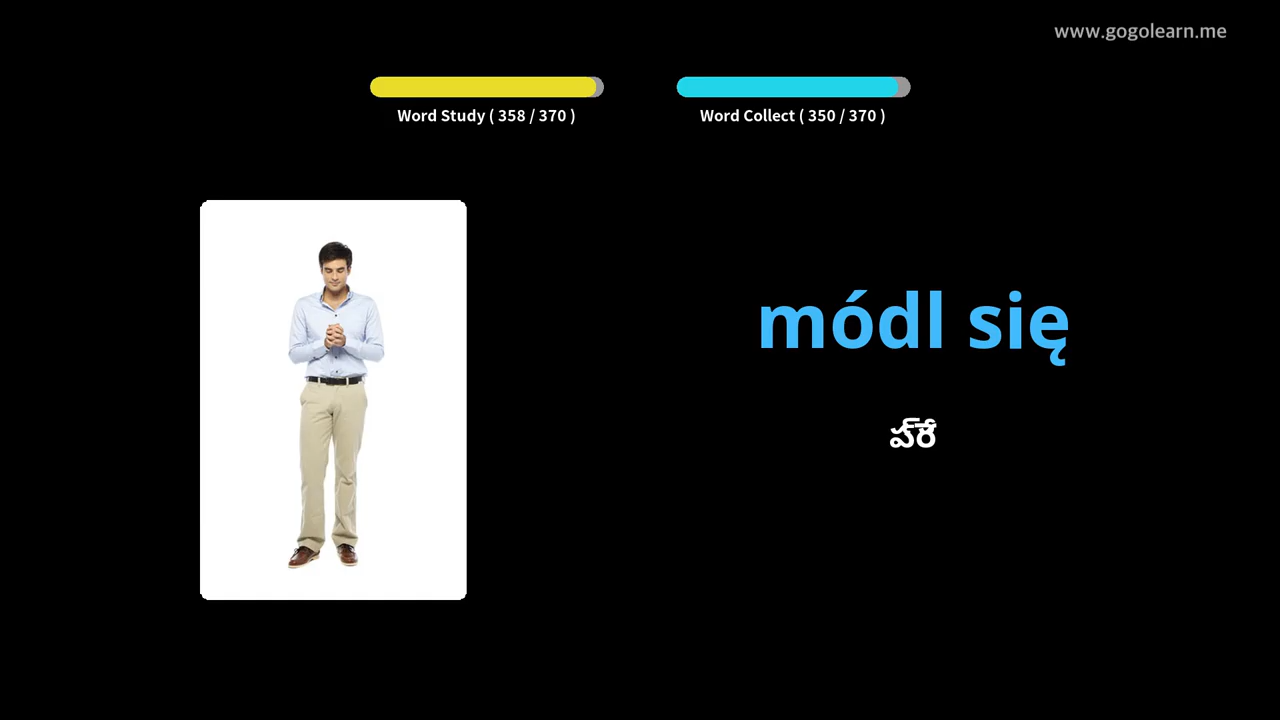 www.gogolearn.me
Word Study ( 358 / 370 )
Word Collect ( 350 / 370 )
módl się
ప్రే